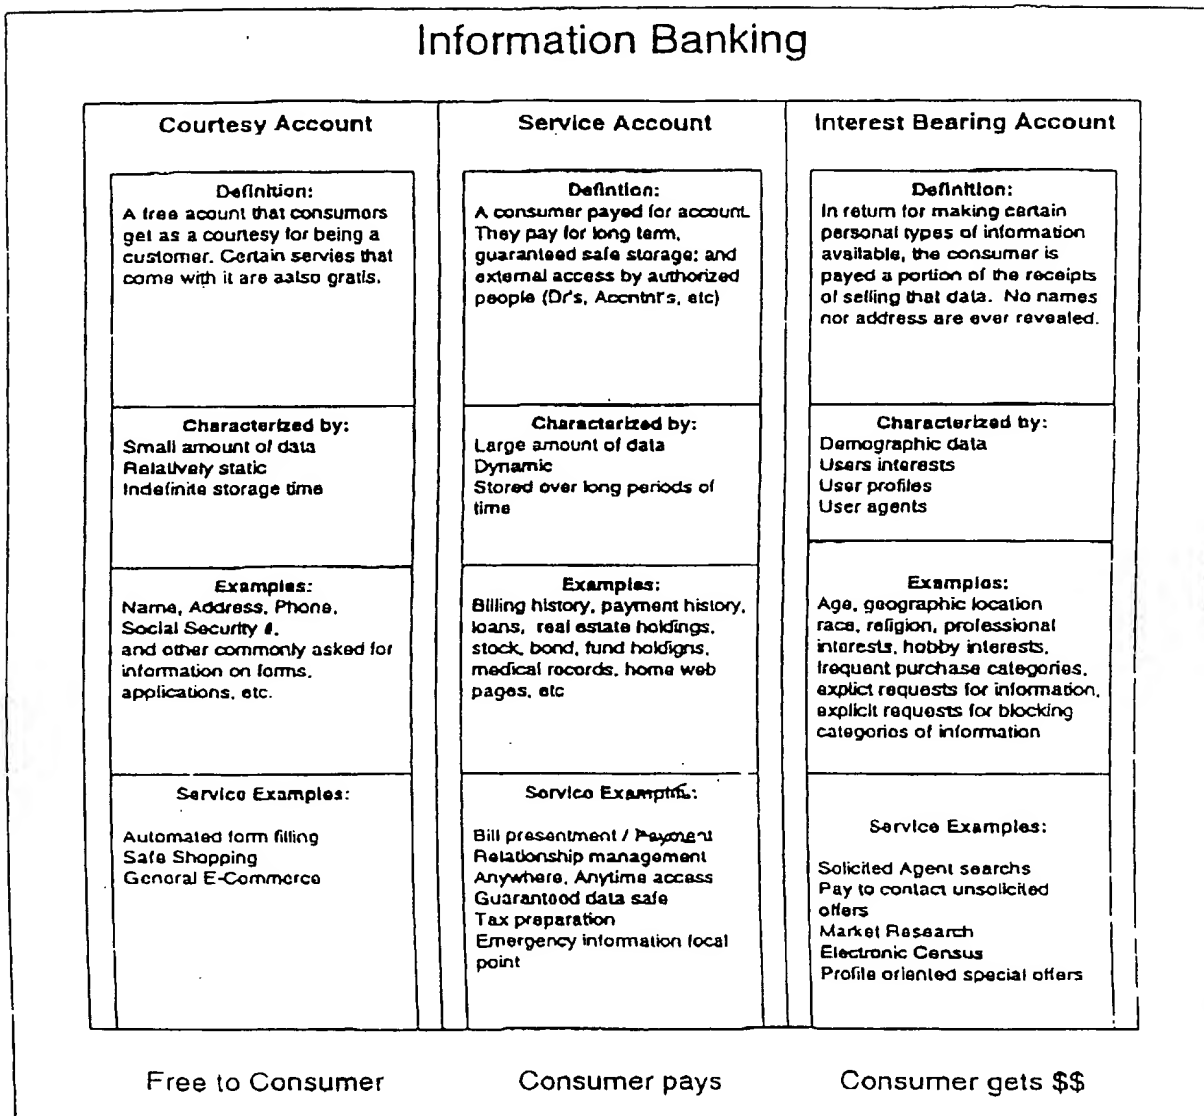 Information Banking
Courtesy Account
Definition:
A free acount that consumers
get as a courtesy for being a
customer. Certain servies that
come with it are aalso gratis.
Characterized by:
Small amount of data
Relatively static
Indefinite storage time
Examples:
Name, Address, Phone,
Social Security #,
and other commonly asked for
information on forms,
applications, etc.
Service Examples:
Automated form filling
Safe Shopping
General E-Commerce
Free to Consumer
Service Account
Defintion:
A consumer payed for account.
They pay for long term,
guaranteed safe storage; and
external access by authorized
people (Dr's, Accntnt's, etc)
Characterized by:
Large amount of data
Dynamic
Stored over long periods of
time
Examples:
Billing history, payment history,
loans, real estate holdings,
stock, bond, fund holdigns,
medical records, home web
pages, etc
Service Examples:
Bill presentment / Payment
Relationship management
Anywhere, Anytime access
Guaranteed data safe
Tax preparation
Emergency information focal
point
Consumer pays
Interest Bearing Account
Definition:
In return for making certain
personal types of information
available, the consumer is
payed a portion of the receipts
of selling that data. No names
nor address are ever revealed.
Characterized by:
Demographic data
Users interests
User profiles
User agents
Examples:
Age, geographic location
race, religion, professional
interests, hobby interests,
frequent purchase categories,
explict requests for information,
explicit requests for blocking
categories of information
Service Examples:
Solicited Agent searchs
Pay to contact unsolicited
offers
Market Research
Electronic Census
Profile oriented special offers
Consumer gets $$